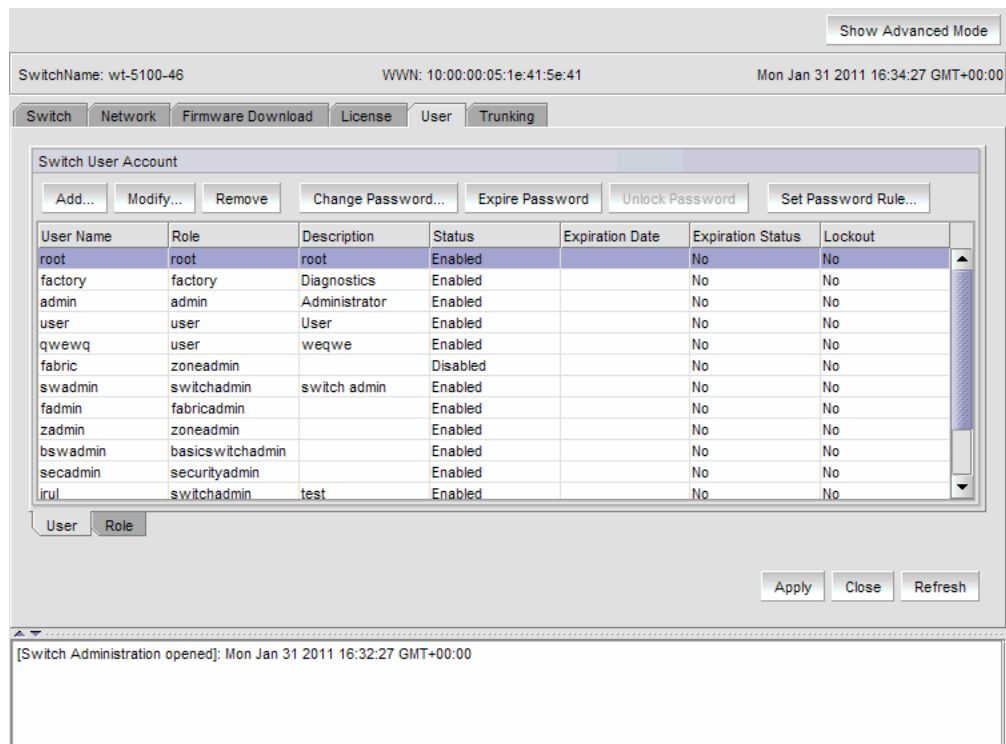 Show Advanced Mode
SwitchName: wt-5100-46 WWN: 10:00:00:05:1e:41:5e:41 Mon Jan 31 2011 16:34:27 GMT+00:00
Switch Network Firmware Download License User Trunking
Switch User Account
Add... Modify... Remove Change Password... Expire Password Unlock Password Set Password Rule...
User Name Role Description Status Expiration Date Expiration Status Lockout
root root root Enabled No No
factory factory Diagnostics Enabled No No
admin admin Administrator Enabled No No
user user User Enabled No No
qwewq user weqwe Enabled No No
fabric zoneadmin Disabled No No
swadmin switchadmin switch admin Enabled No No
fadmin fabricadmin Enabled No No
zadmin zoneadmin Enabled No No
bswadmin basicswitchadmin Enabled No No
secadmin securityadmin Enabled No No
irul switchadmin test Enabled No No
User Role
Apply Close Refresh
[Switch Administration opened]: Mon Jan 31 2011 16:32:27 GMT+00:00